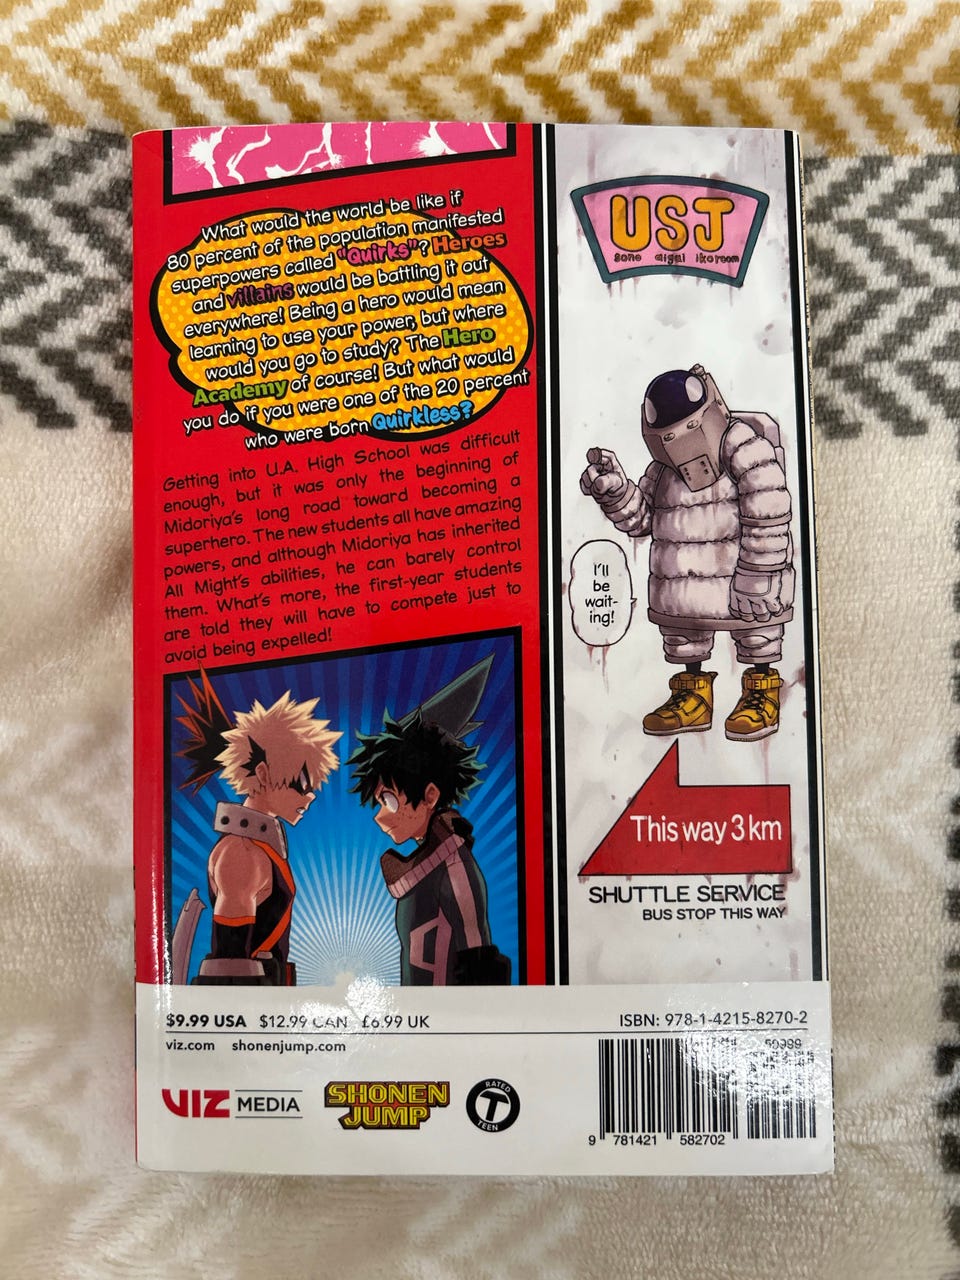 What would the world be like if
80 percent of the population manifested
superpowers called "Quirks"? Heroes
and villains would be battling it out
everywhere! Being a hero would mean
learning to use your power, but where
would you go to study? The Hero
Academy of course! But what would
you do if you were one of the 20 percent
who were born Quirkless?
Getting into U.A. High School was difficult
enough, but it was only the beginning of
Midoriya's long road toward becoming a
superhero. The new students all have amazing
powers, and although Midoriya has inherited
All Might's abilities, he can barely control
them. What's more, the first-year students
are told they will have to compete just to
avoid being expelled!
USJ
I'll
be
wait-
ing!
This way 3 km
SHUTTLE SERVICE
BUS STOP THIS WAY
$9.99 USA $12.99 CAN £6.99 UK
viz.com shonenjump.com
VIZ MEDIA
SHONEN
JUMP
RATED
T
TEEN
ISBN: 978-1-4215-8270-2
50999
9 781421 582702